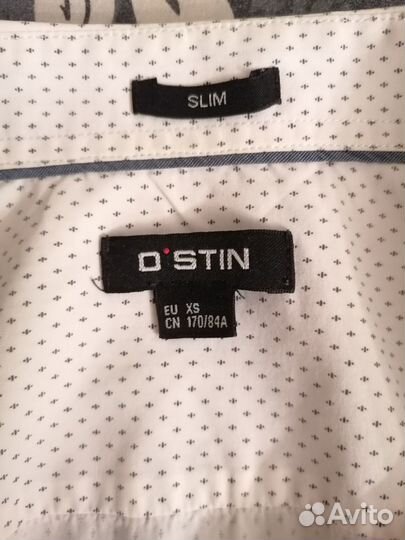 SLIM
O'STIN
EU XS
CN 170/84A
Avito